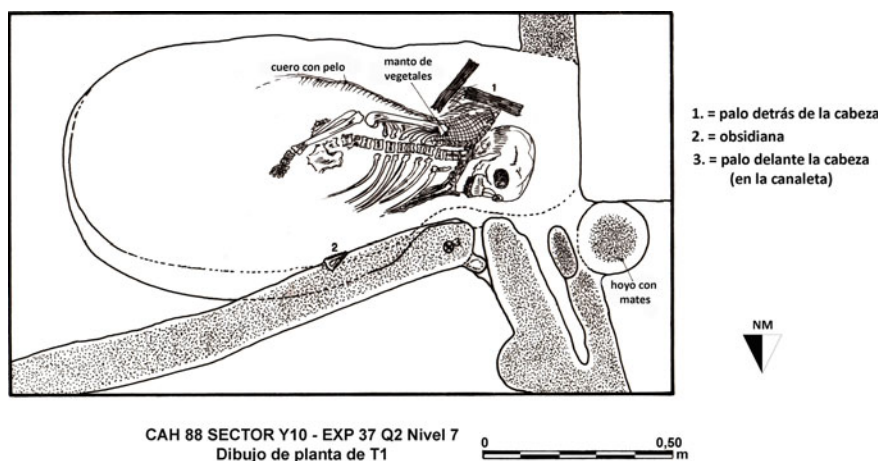 cuero con pelo
manto de
vegetales
1
2
hoyo con
mates
1. = palo detrás de la cabeza
2. = obsidiana
3. = palo delante la cabeza
(en la canaleta)
NM
CAH 88 SECTOR Y10 - EXP 37 Q2 Nivel 7
Dibujo de planta de T1
0
0,50
m